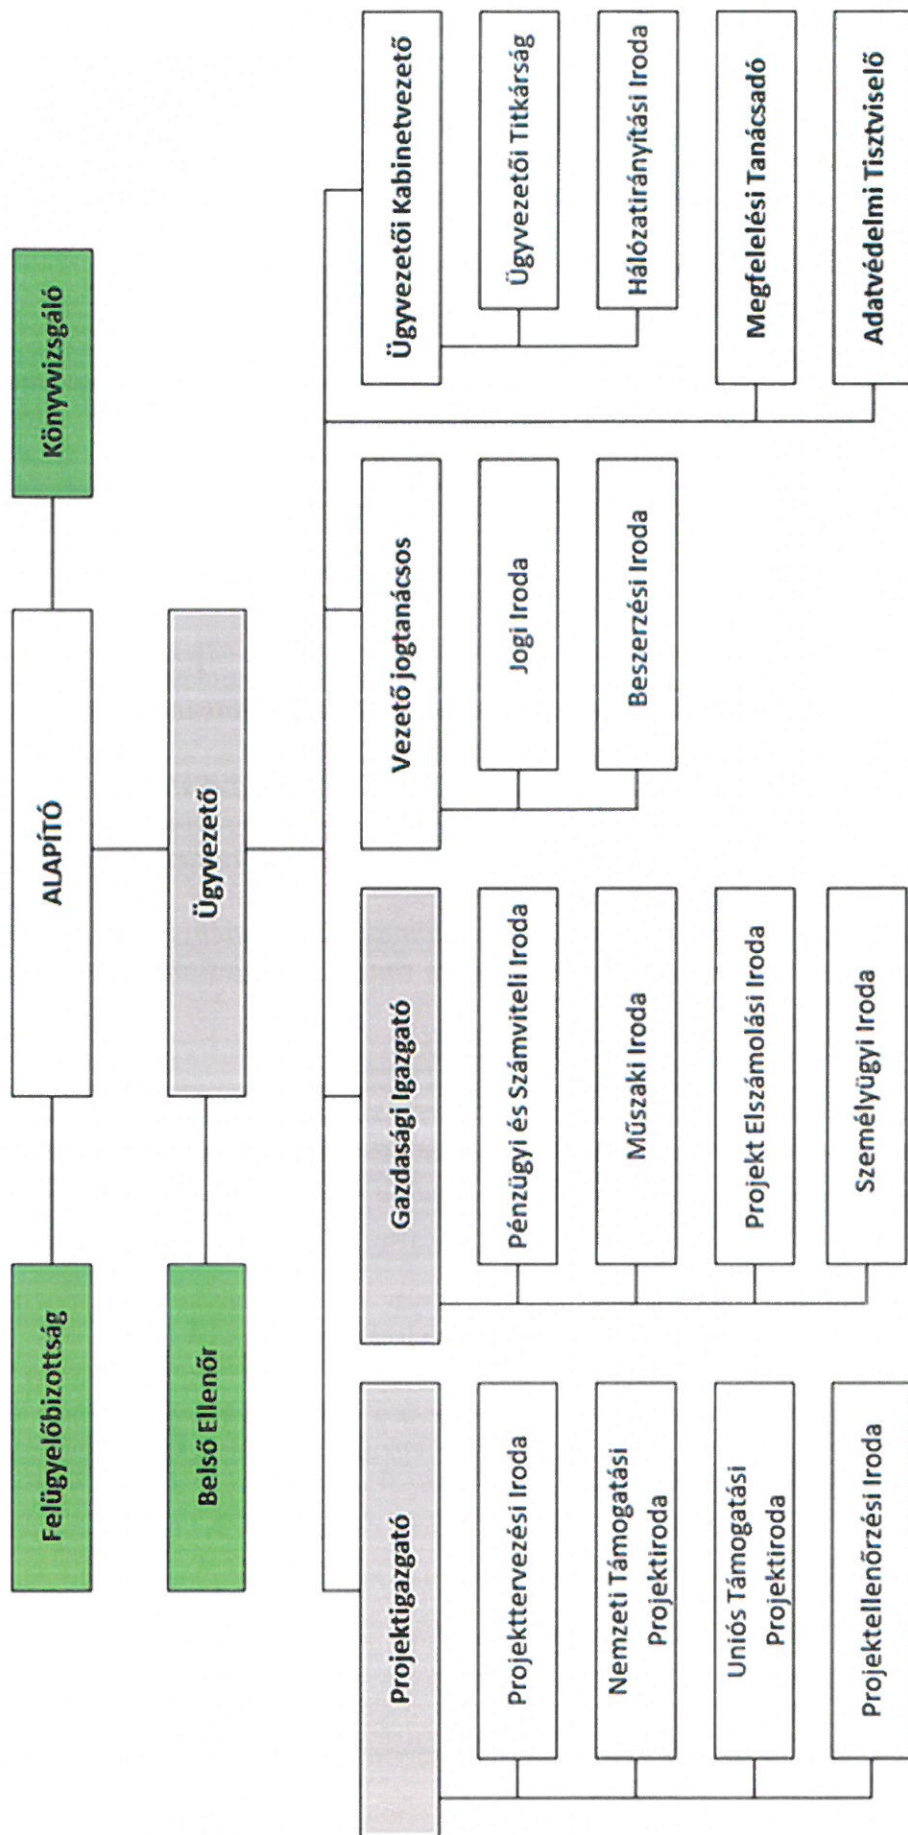 Felügyelőbizottság
ALAPÍTÓ
Könyvvizsgáló
Belső Ellenőr
Ügyvezető
Projektigazgató
Projekttervezési Iroda
Nemzeti Támogatási
Projektiroda
Uniós Támogatási
Projektiroda
Projektellenőrzési Iroda
Gazdasági Igazgató
Pénzügyi és Számviteli Iroda
Műszaki Iroda
Projekt Elszámolási Iroda
Személyügyi Iroda
Vezető jogtanácsos
Jogi Iroda
Beszerzési Iroda
Ügyvezetői Kabinetvezető
Ügyvezetői Titkárság
Hálózatirányítási Iroda
Megfelelési Tanácsadó
Adatvédelmi Tisztviselő